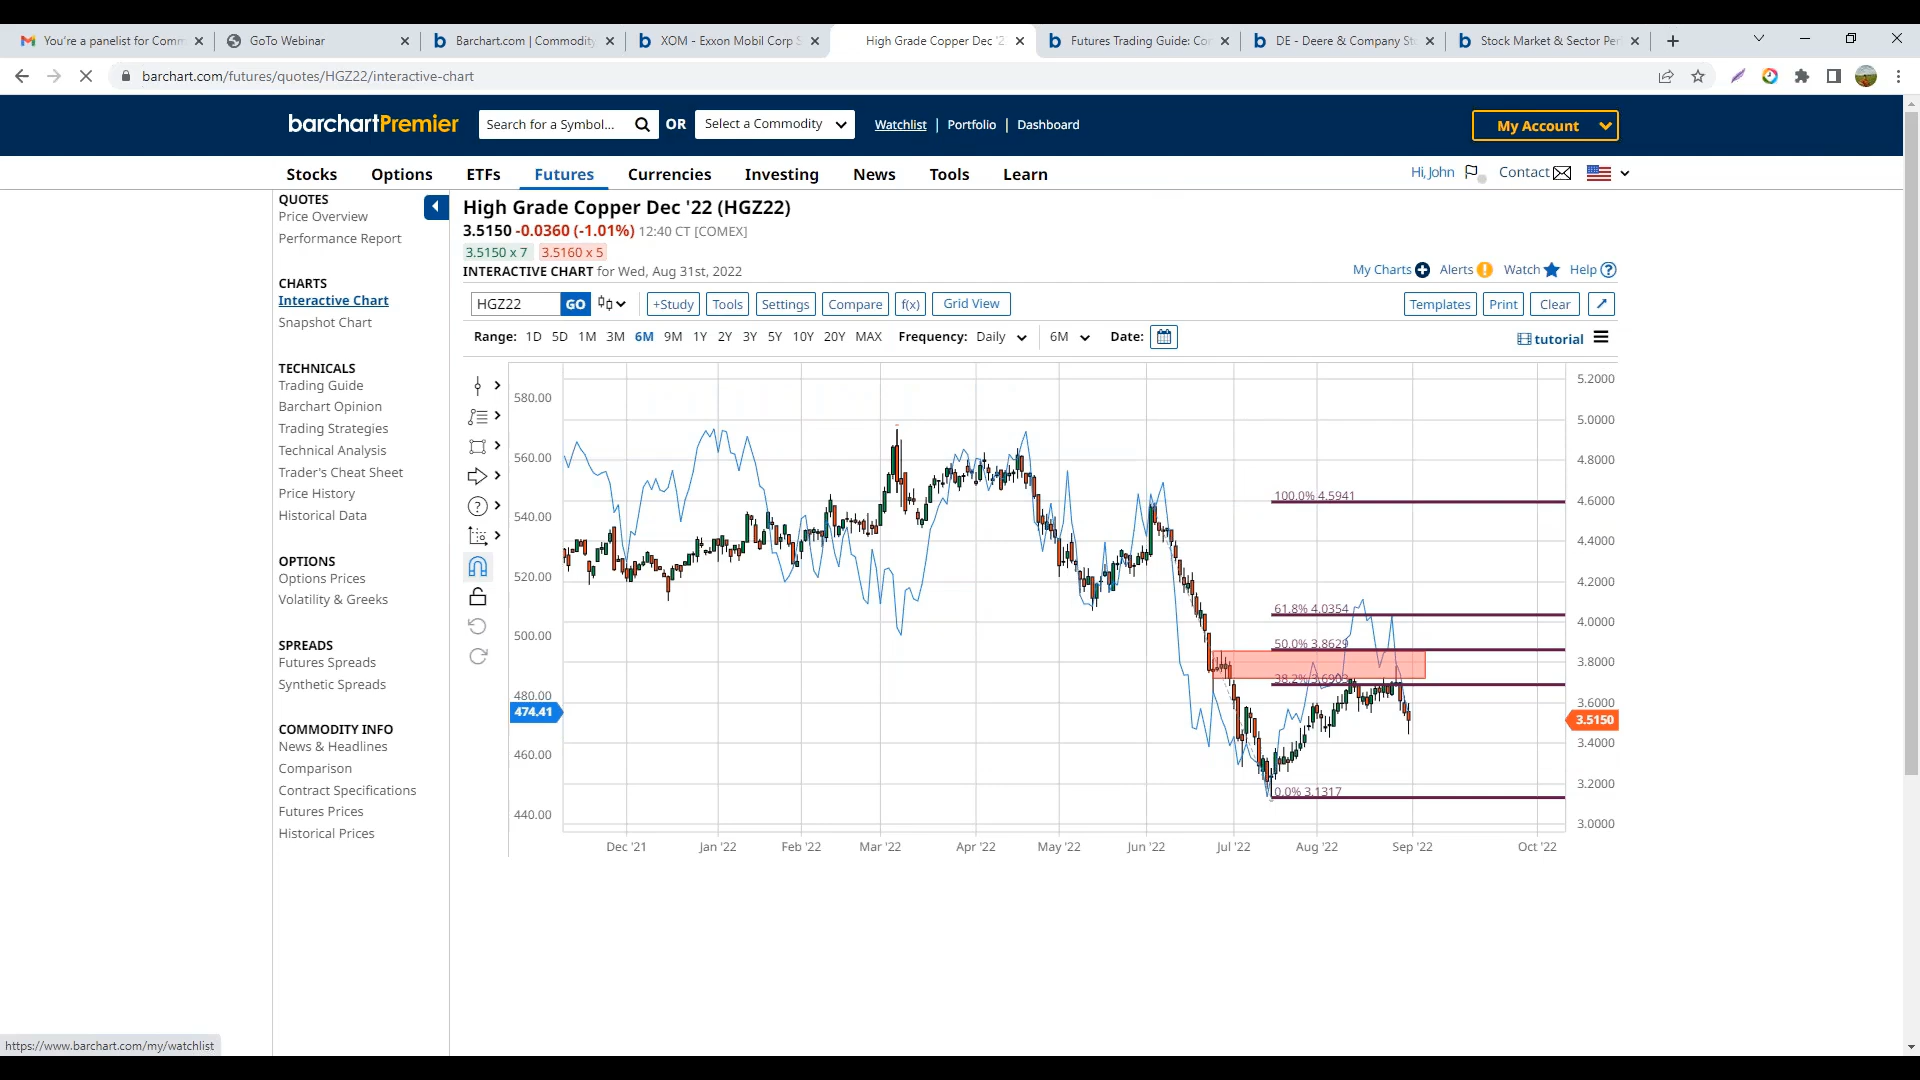 You're a panelist for Comm
GoTo Webinar
Barchart.com | Commodity
XOM - Exxon Mobil Corp S
High Grade Copper Dec '2
Futures Trading Guide: Co
DE - Deere & Company Sto
Stock Market & Sector Per
barchart.com/futures/quotes/HGZ22/interactive-chart
barchartPremier
Search for a Symbol...
OR
Select a Commodity
Watchlist | Portfolio | Dashboard
My Account
Stocks Options ETFs Futures Currencies Investing News Tools Learn
Hi, John
Contact
QUOTES
Price Overview
Performance Report
CHARTS
Interactive Chart
Snapshot Chart
TECHNICALS
Trading Guide
Barchart Opinion
Trading Strategies
Technical Analysis
Trader's Cheat Sheet
Price History
Historical Data
OPTIONS
Options Prices
Volatility & Greeks
SPREADS
Futures Spreads
Synthetic Spreads
COMMODITY INFO
News & Headlines
Comparison
Contract Specifications
Futures Prices
Historical Prices
High Grade Copper Dec '22 (HGZ22)
3.5150 -0.0360 (-1.01%) 12:40 CT [COMEX]
3.5150 x 7 3.5160 x 5
INTERACTIVE CHART for Wed, Aug 31st, 2022
My Charts Alerts Watch Help
HGZ22 GO +Study Tools Settings Compare f(x) Grid View
Templates Print Clear
Range: 1D 5D 1M 3M 6M 9M 1Y 2Y 3Y 5Y 10Y 20Y MAX Frequency: Daily 6M Date:
tutorial
580.00
560.00
540.00
520.00
500.00
480.00
474.41
460.00
440.00
100.0% 4.5941
61.8% 4.0354
50.0% 3.8629
38.2% 3.6903
0.0% 3.1317
5.2000
5.0000
4.8000
4.6000
4.4000
4.2000
4.0000
3.8000
3.6000
3.5150
3.4000
3.2000
3.0000
Dec '21 Jan '22 Feb '22 Mar '22 Apr '22 May '22 Jun '22 Jul '22 Aug '22 Sep '22 Oct '22
https://www.barchart.com/my/watchlist